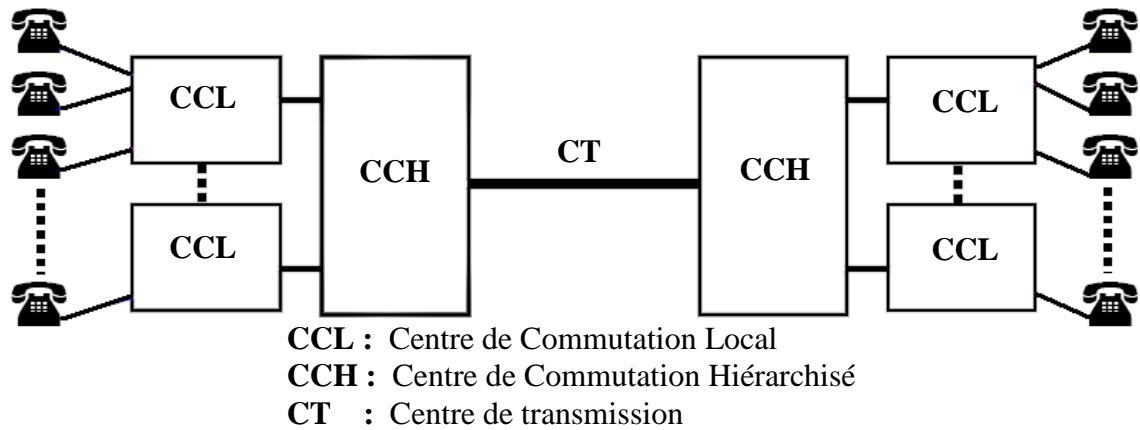 CCL
CCL
CT
CCH
CCH
CCL
CCL
CCL : Centre de Commutation Local
CCH : Centre de Commutation Hiérarchisé
CT : Centre de transmission